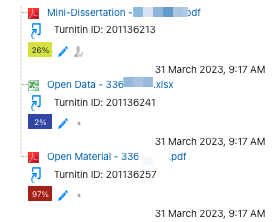 Mini-Dissertation - pdf
Turnitin ID: 201136213
26%
31 March 2023, 9:17 AM
Open Data - 336 .xlsx
Turnitin ID: 201136241
2%
31 March 2023, 9:17 AM
Open Material - 336 .pdf
Turnitin ID: 201136257
97%
31 March 2023, 9:17 AM